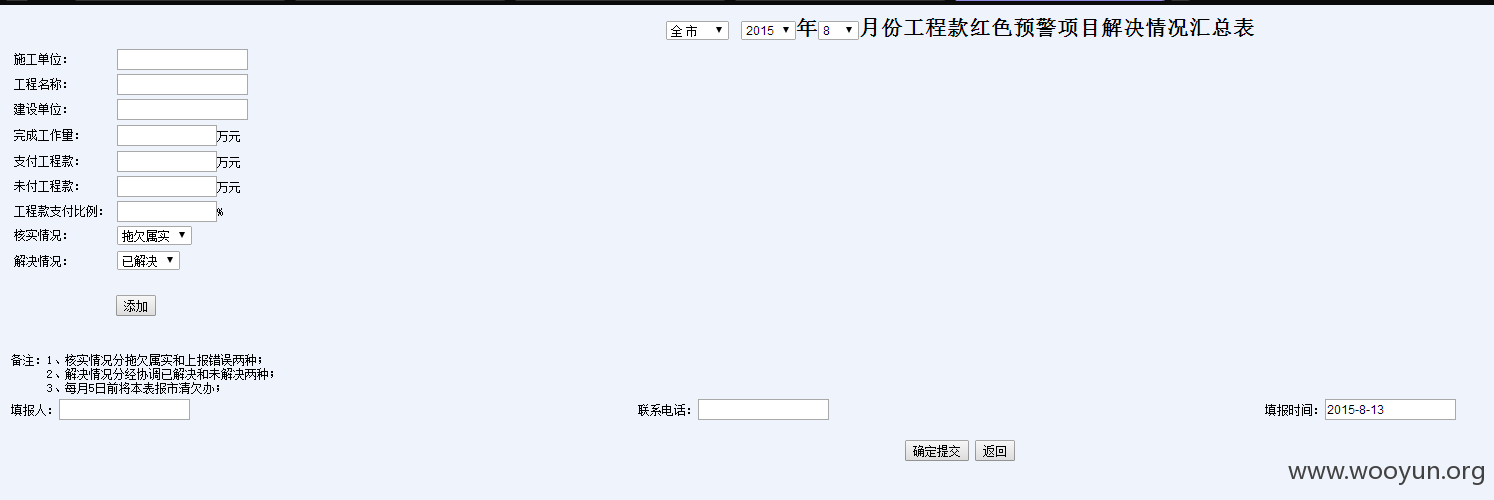 全市 2015 年 8 月份工程款红色预警项目解决情况汇总表
施工单位：
工程名称：
建设单位：
完成工作量： 万元
支付工程款： 万元
未付工程款： 万元
工程款支付比例： %
核实情况： 拖欠属实
解决情况： 已解决
添加
备注：1、核实情况分拖欠属实和上报错误两种；
2、解决情况分经协调已解决和未解决两种；
3、每月5日前将本表报市清欠办；
填报人： 联系电话： 填报时间：2015-8-13
确定提交 返回
www.wooyun.org